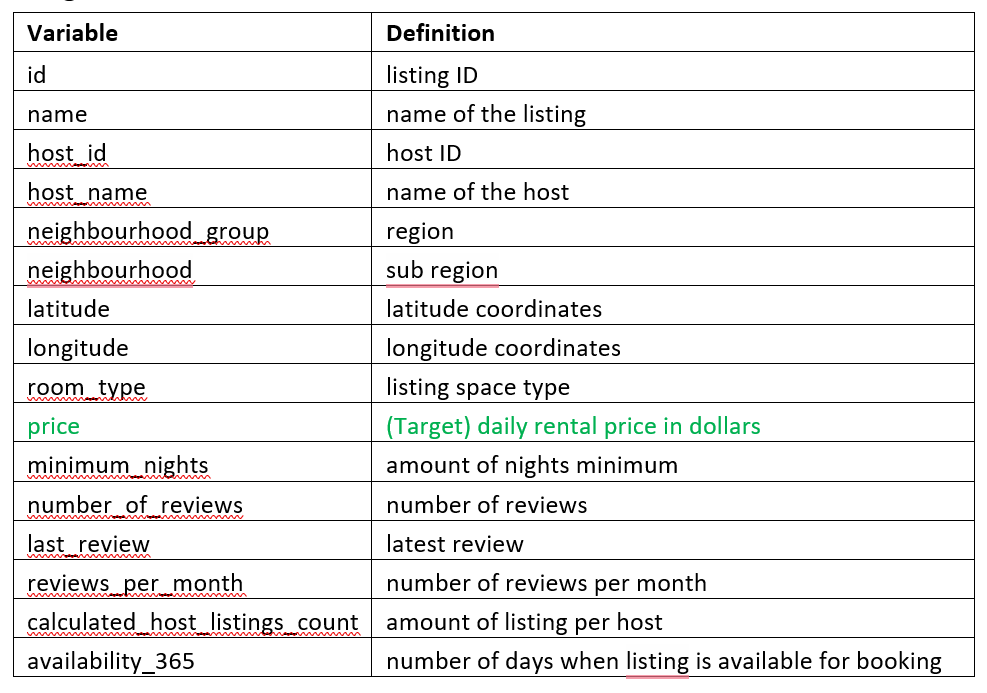 Variable Definition
id listing ID
name name of the listing
host_id host ID
host_name name of the host
neighbourhood_group region
neighbourhood sub region
latitude latitude coordinates
longitude longitude coordinates
room_type listing space type
price (Target) daily rental price in dollars
minimum_nights amount of nights minimum
number_of_reviews number of reviews
last_review latest review
reviews_per_month number of reviews per month
calculated_host_listings_count amount of listing per host
availability_365 number of days when listing is available for booking